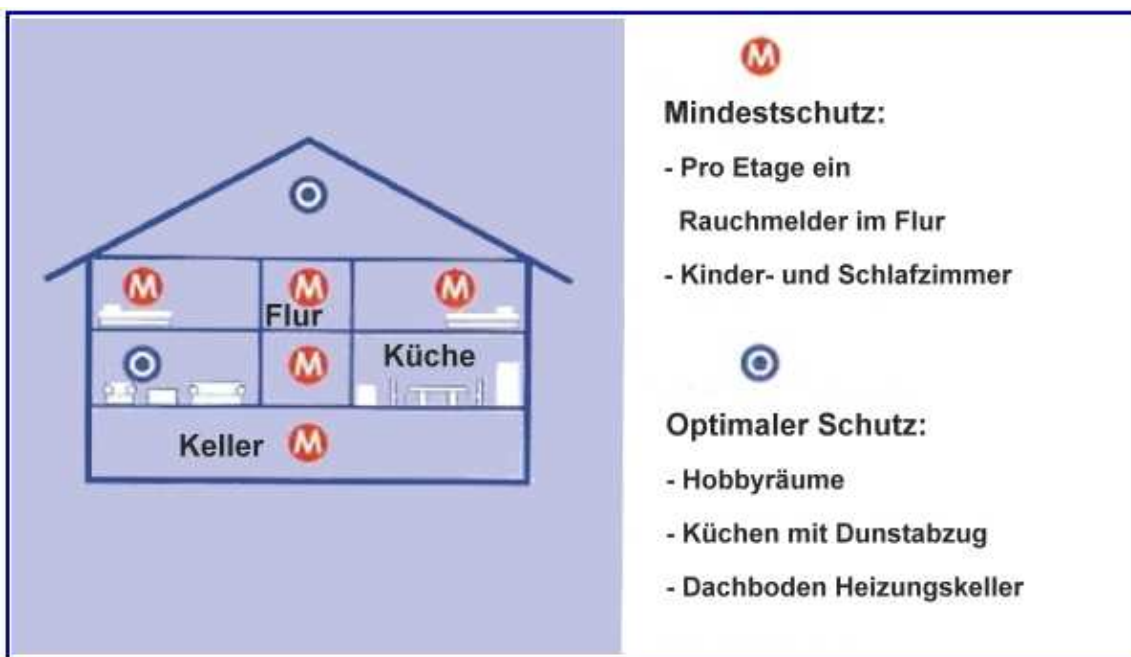 M
M
M
Flur
M
Küche
Keller
M
M
Mindestschutz:
- Pro Etage ein
Rauchmelder im Flur
- Kinder- und Schlafzimmer
Optimaler Schutz:
- Hobbyräume
- Küchen mit Dunstabzug
- Dachboden Heizungskeller